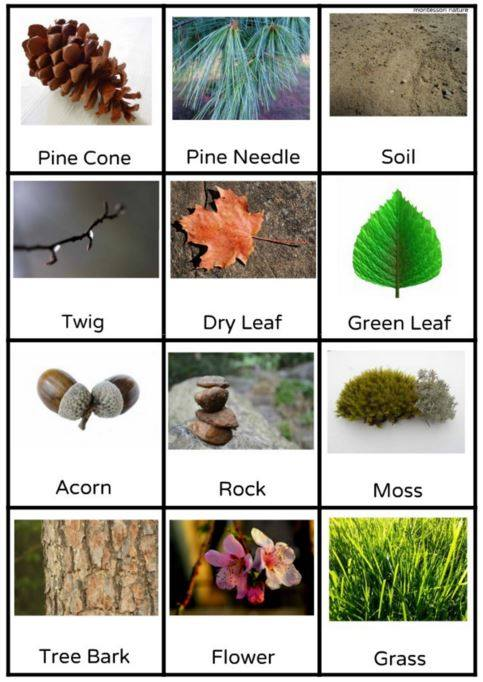 montessori nature
Pine Cone
Pine Needle
Soil
Twig
Dry Leaf
Green Leaf
Acorn
Rock
Moss
Tree Bark
Flower
Grass